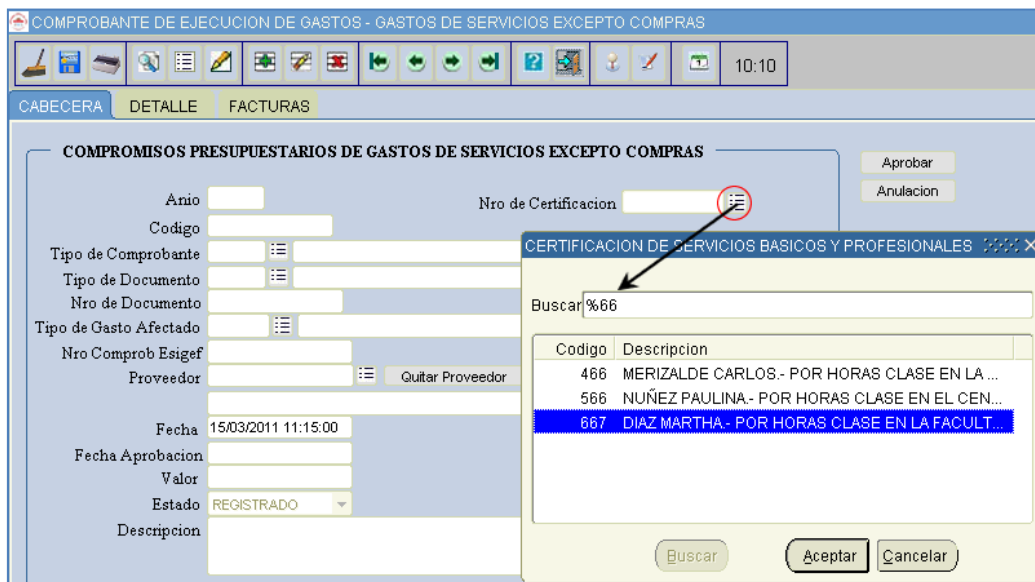 COMPROBANTE DE EJECUCION DE GASTOS - GASTOS DE SERVICIOS EXCEPTO COMPRAS
10:10
CABECERA DETALLE FACTURAS
COMPROMISOS PRESUPUESTARIOS DE GASTOS DE SERVICIOS EXCEPTO COMPRAS
Aprobar
Anulacion
Anio
Nro de Certificacion
Codigo
Tipo de Comprobante
Tipo de Documento
Nro de Documento
Tipo de Gasto Afectado
Nro Comprob Esigef
Proveedor
Quitar Proveedor
Fecha 15/03/2011 11:15:00
Fecha Aprobacion
Valor
Estado REGISTRADO
Descripcion
CERTIFICACION DE SERVICIOS BASICOS Y PROFESIONALES
Buscar %66
Codigo Descripcion
466 MERIZALDE CARLOS.- POR HORAS CLASE EN LA ...
566 NUÑEZ PAULINA.- POR HORAS CLASE EN EL CEN...
667 DIAZ MARTHA.- POR HORAS CLASE EN LA FACULT...
Buscar Aceptar Cancelar